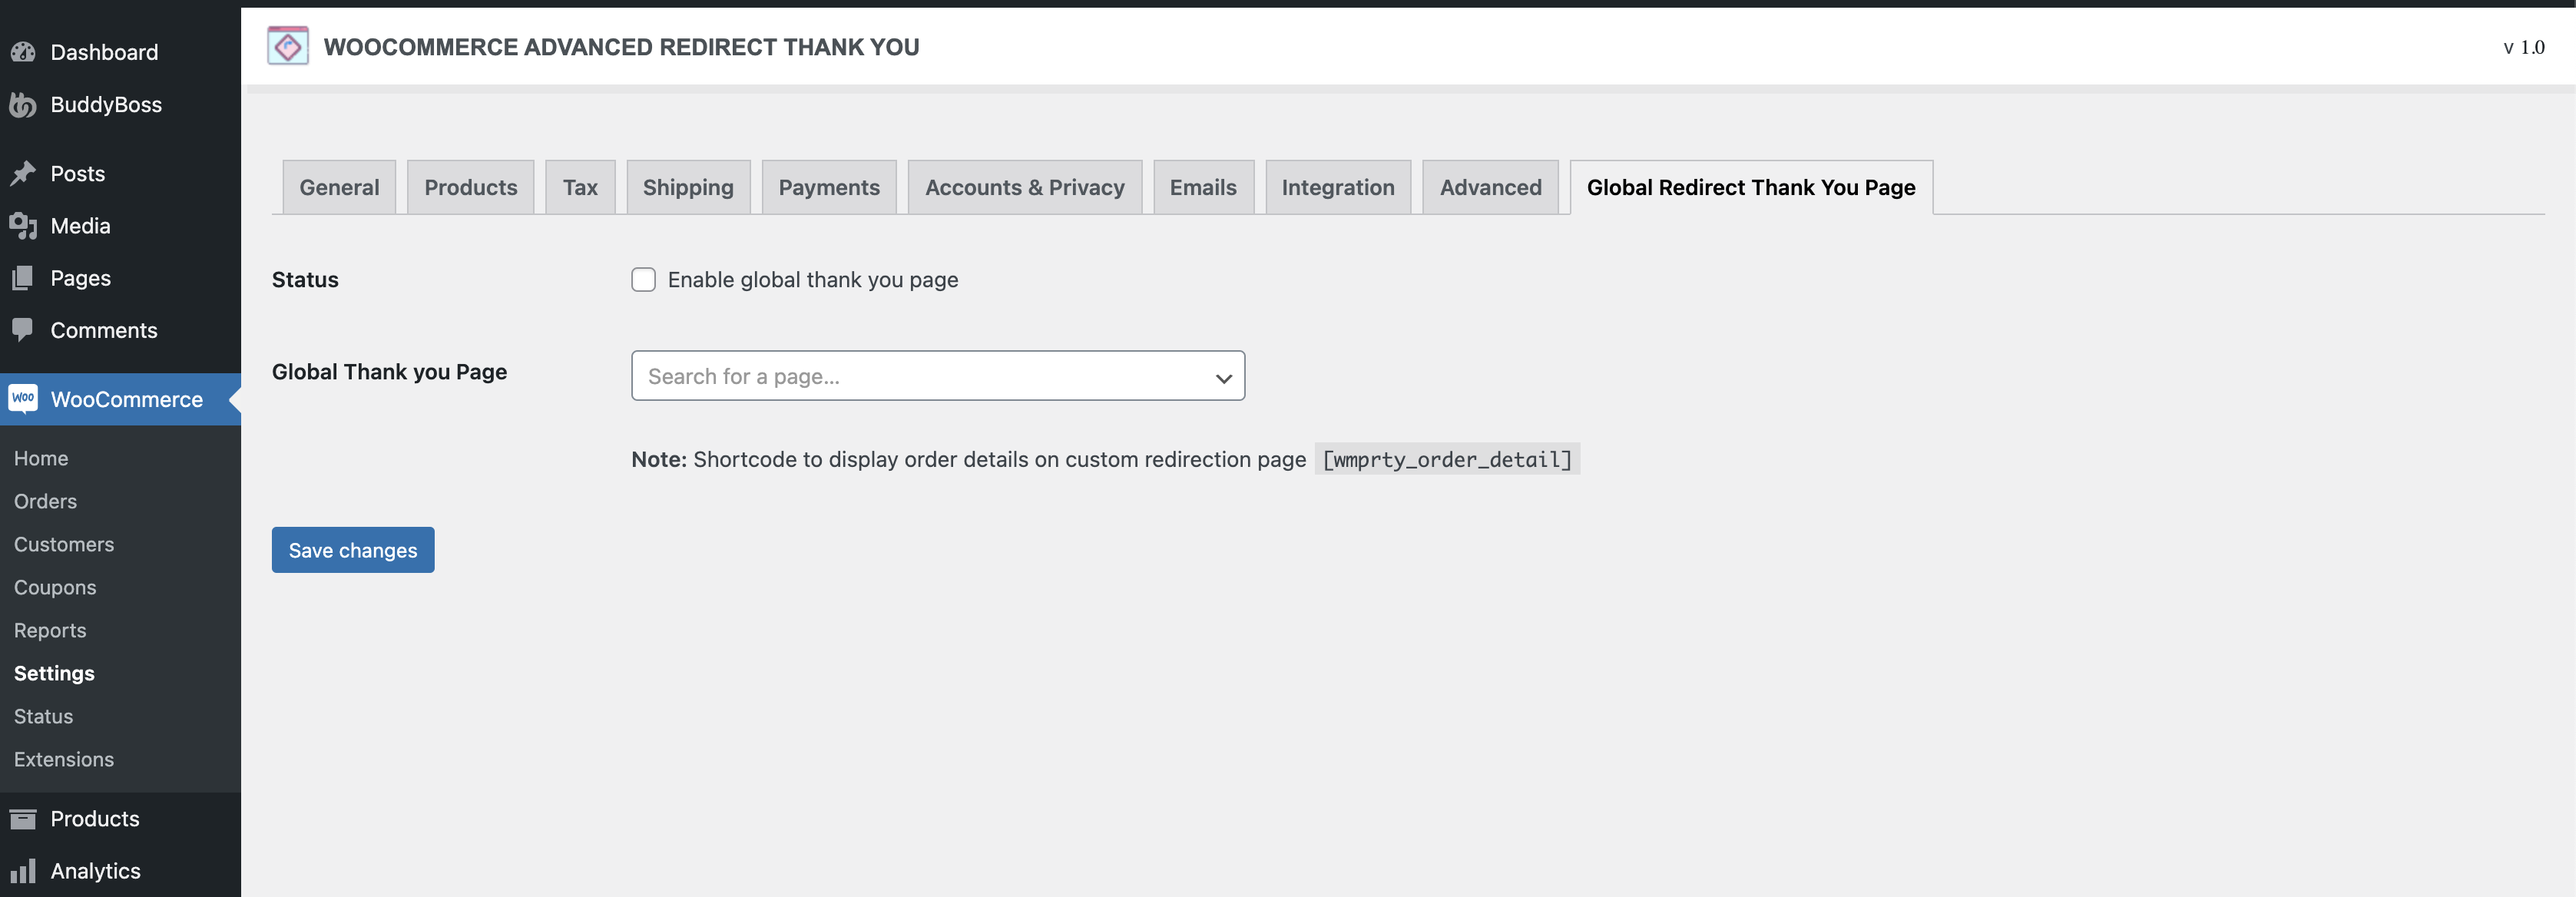 Dashboard
BuddyBoss
Posts
Media
Pages
Comments
woo WooCommerce
Home
Orders
Customers
Coupons
Reports
Settings
Status
Extensions
Products
Analytics
WOOCOMMERCE ADVANCED REDIRECT THANK YOU
v 1.0
General Products Tax Shipping Payments Accounts & Privacy Emails Integration Advanced Global Redirect Thank You Page
Status Enable global thank you page
Global Thank you Page Search for a page...
Note: Shortcode to display order details on custom redirection page [wmprty_order_detail]
Save changes